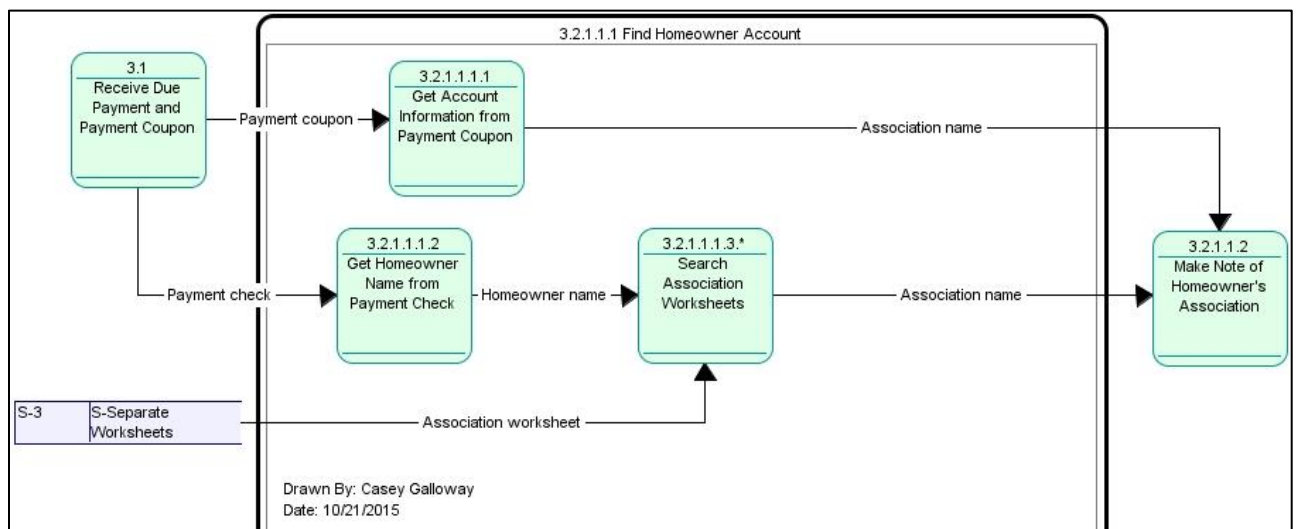 3.2.1.1.1 Find Homeowner Account
3.1
Receive Due
Payment and
Payment Coupon
Payment coupon
3.2.1.1.1.1
Get Account
Information from
Payment Coupon
Association name
3.2.1.1.1.2
Get Homeowner
Name from
Payment Check
Payment check
Homeowner name
3.2.1.1.1.3.*
Search
Association
Worksheets
Association name
3.2.1.1.2
Make Note of
Homeowner's
Association
S-3
S-Separate
Worksheets
Association worksheet
Drawn By: Casey Galloway
Date: 10/21/2015